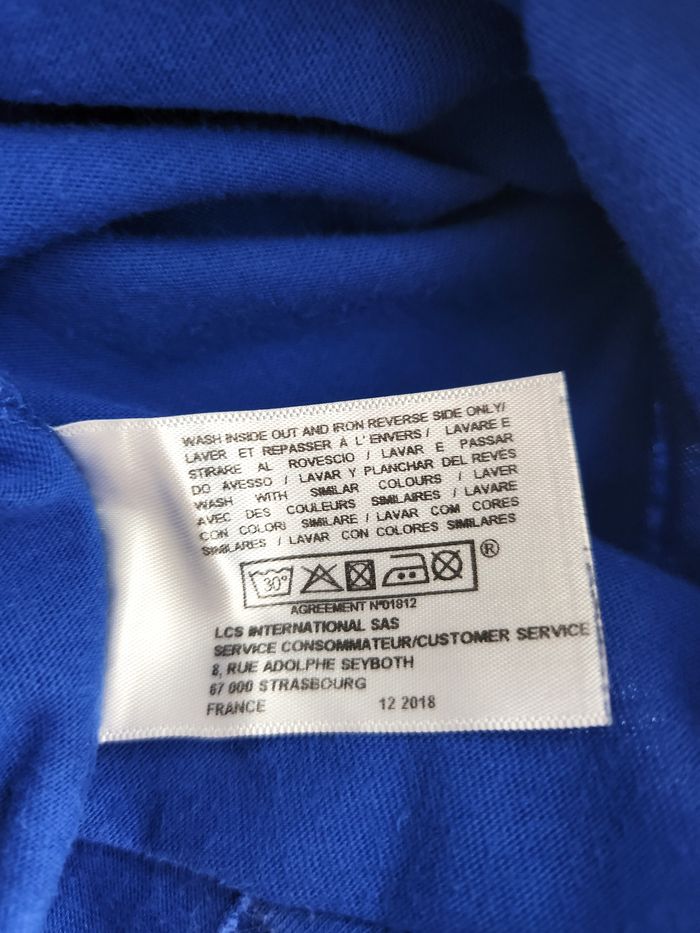 WASH INSIDE OUT AND IRON REVERSE SIDE ONLY/
LAVER ET REPASSER À L' ENVERS / LAVARE E
STIRARE AL ROVESCIO / LAVAR E PASSAR
DO AVESSO / LAVAR Y PLANCHAR DEL REVÉS
WASH WITH SIMILAR COLOURS / LAVER
AVEC DES COULEURS SIMILAIRES / LAVARE
CON COLORI SIMILARE / LAVAR COM CORES
SIMILARES / LAVAR CON COLORES SIMILARES
30° ®
AGREEMENT N°01812
LCS INTERNATIONAL SAS
SERVICE CONSOMMATEUR/CUSTOMER SERVICE
8, RUE ADOLPHE SEYBOTH
67 000 STRASBOURG
FRANCE 12 2018